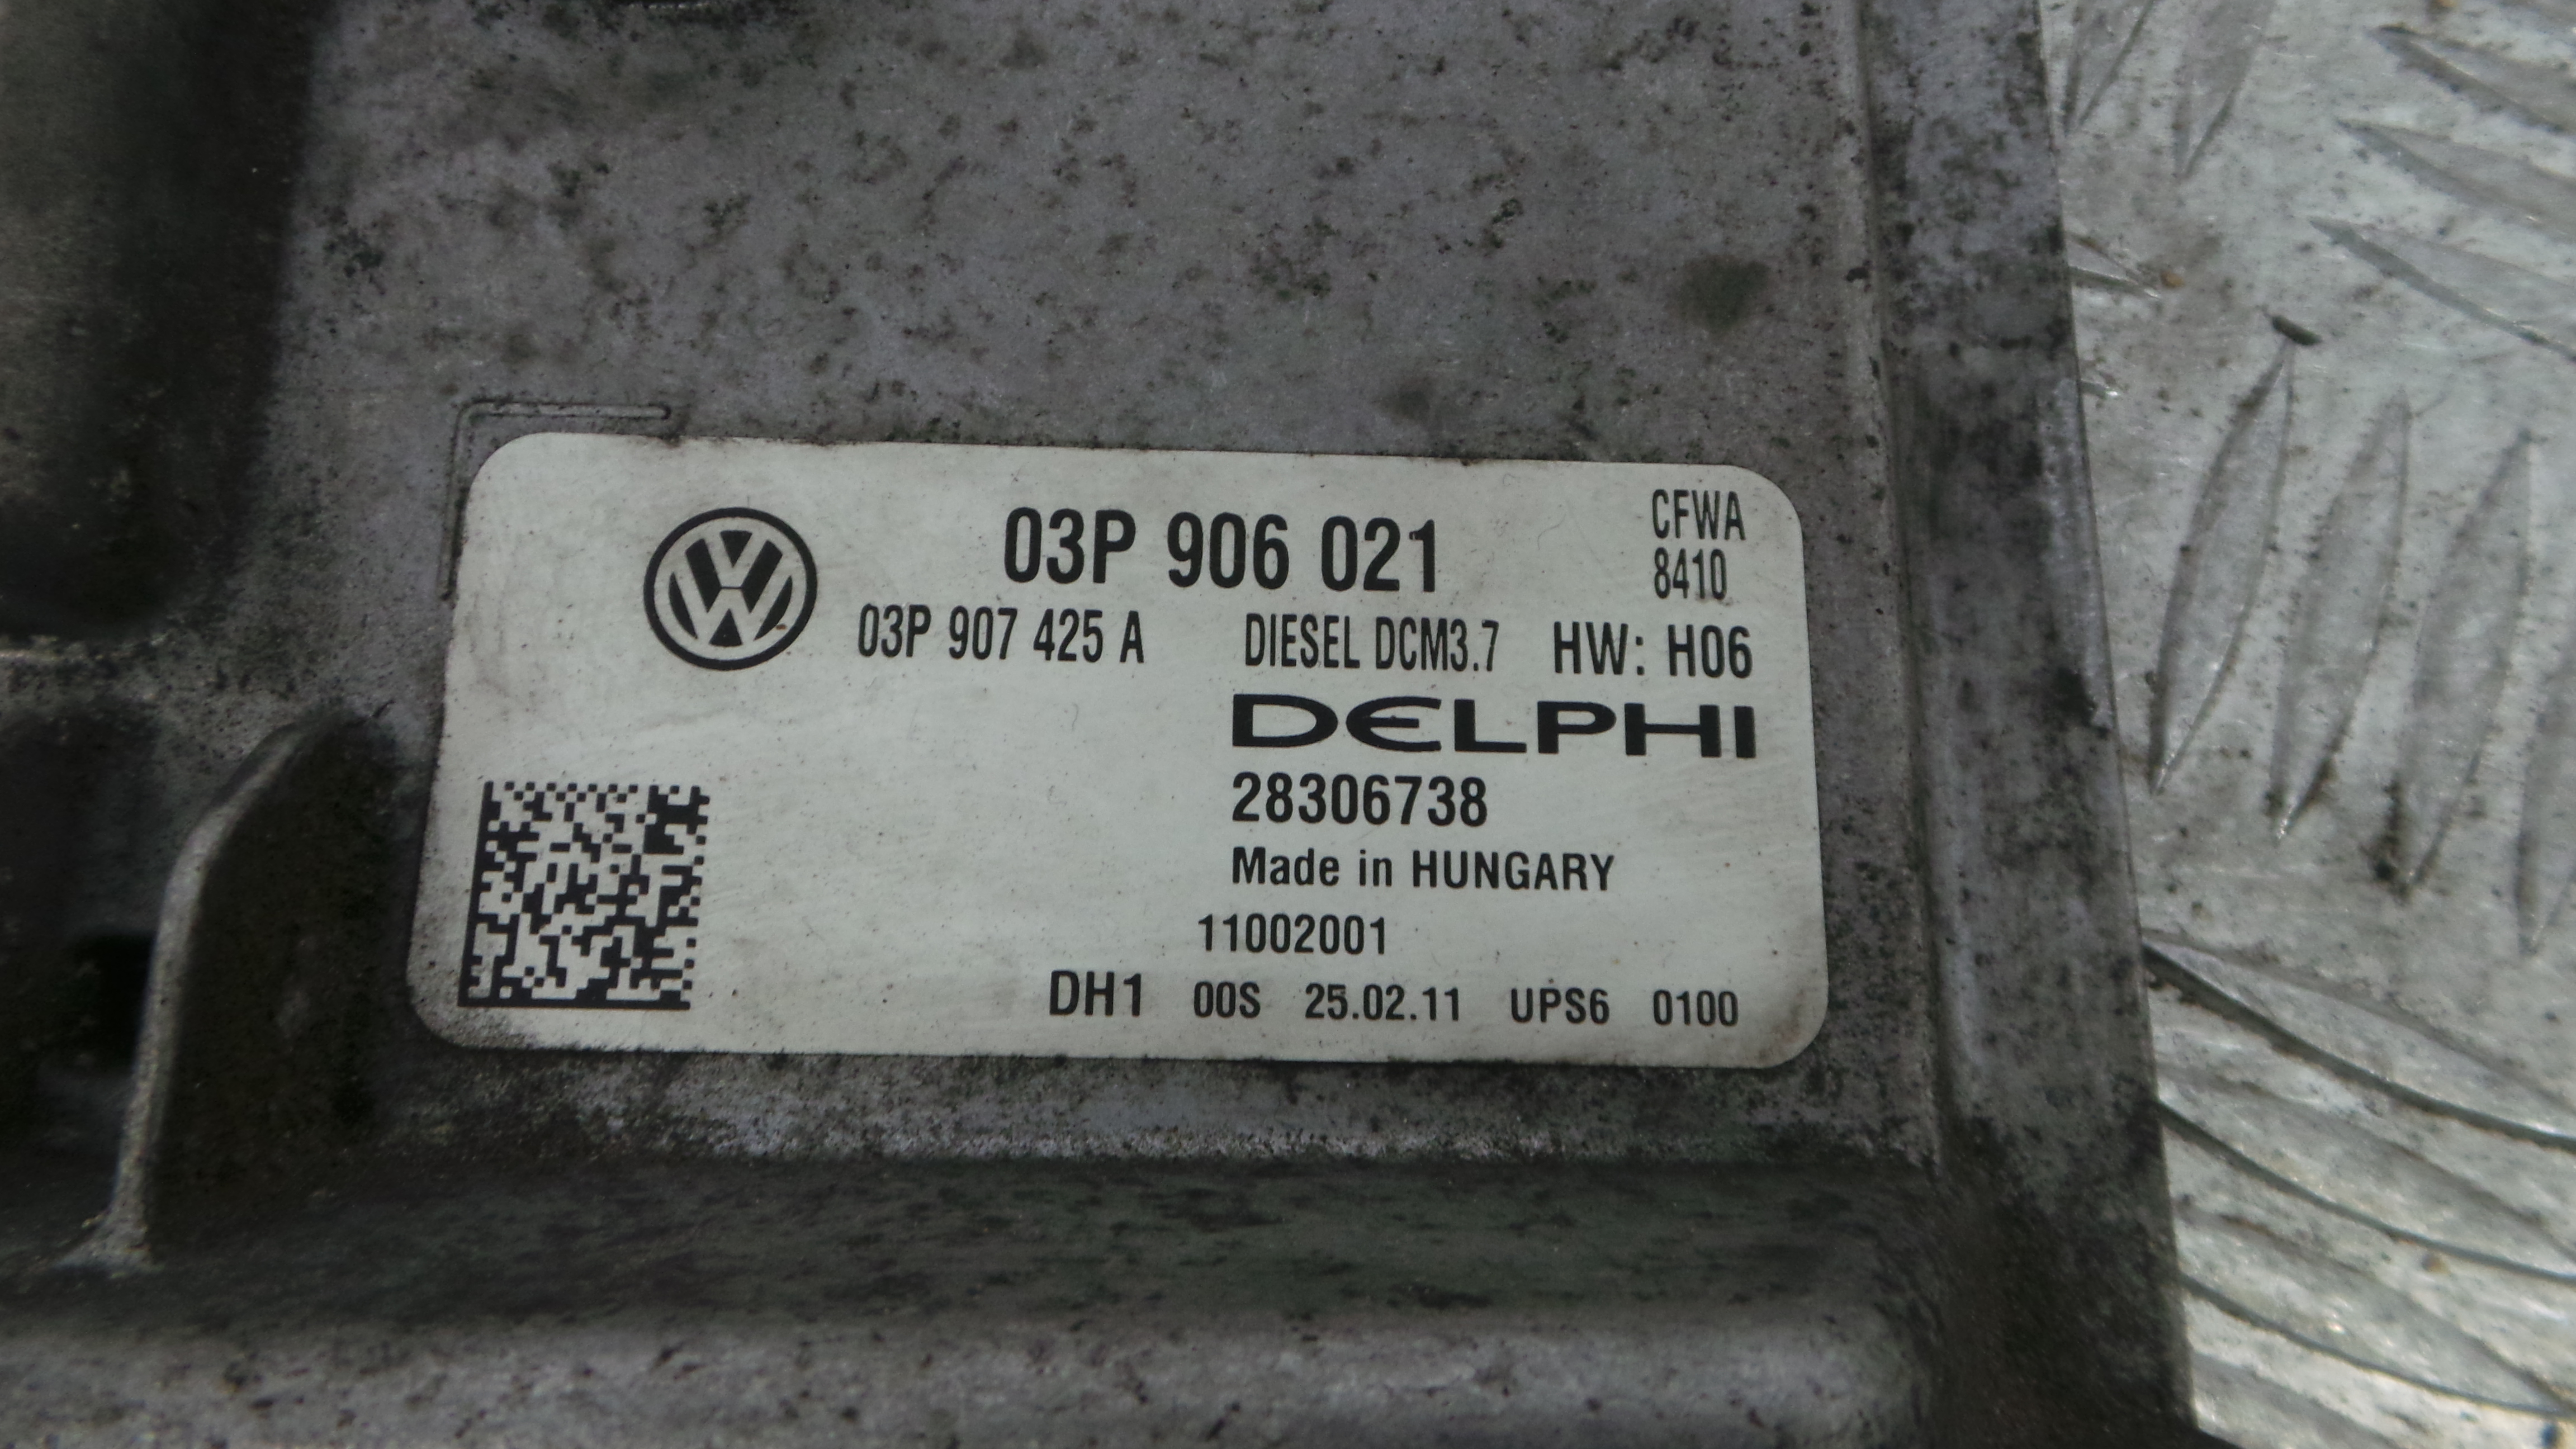 03P 906 021 CFWA
8410
03P 907 425 A DIESEL DCM3.7 HW: H06
DELPHI
28306738
Made in HUNGARY
11002001
DH1 00S 25.02.11 UPS6 0100